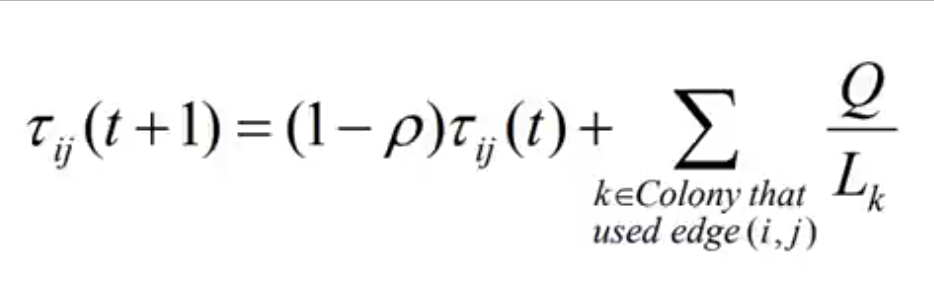 τij(t+1)=(1−ρ)τij(t)+ ∑ Q/Lk
k∈Colony that
used edge(i,j)